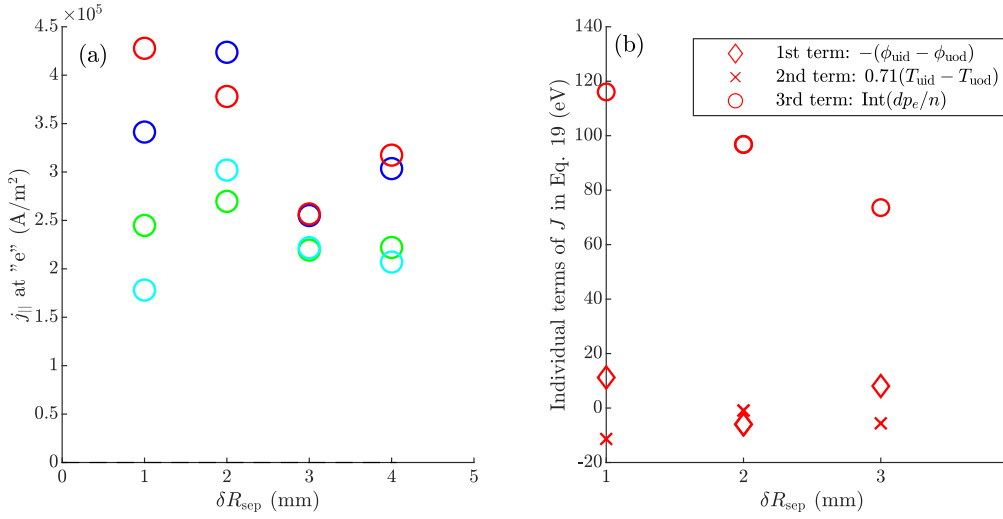 ×10⁵
4.5
4
3.5
3
2.5
2
1.5
1
0.5
0
(a)
j|| at "e" (A/m²)
0 1 2 3 4 5
δR_sep (mm)
140
120
100
80
60
40
20
0
-20
(b)
Individual terms of J in Eq. 19 (eV)
1st term: −(ϕ_uid − ϕ_uod)
2nd term: 0.71(T_uid − T_uod)
3rd term: Int(dp_e/n)
1 2 3
δR_sep (mm)